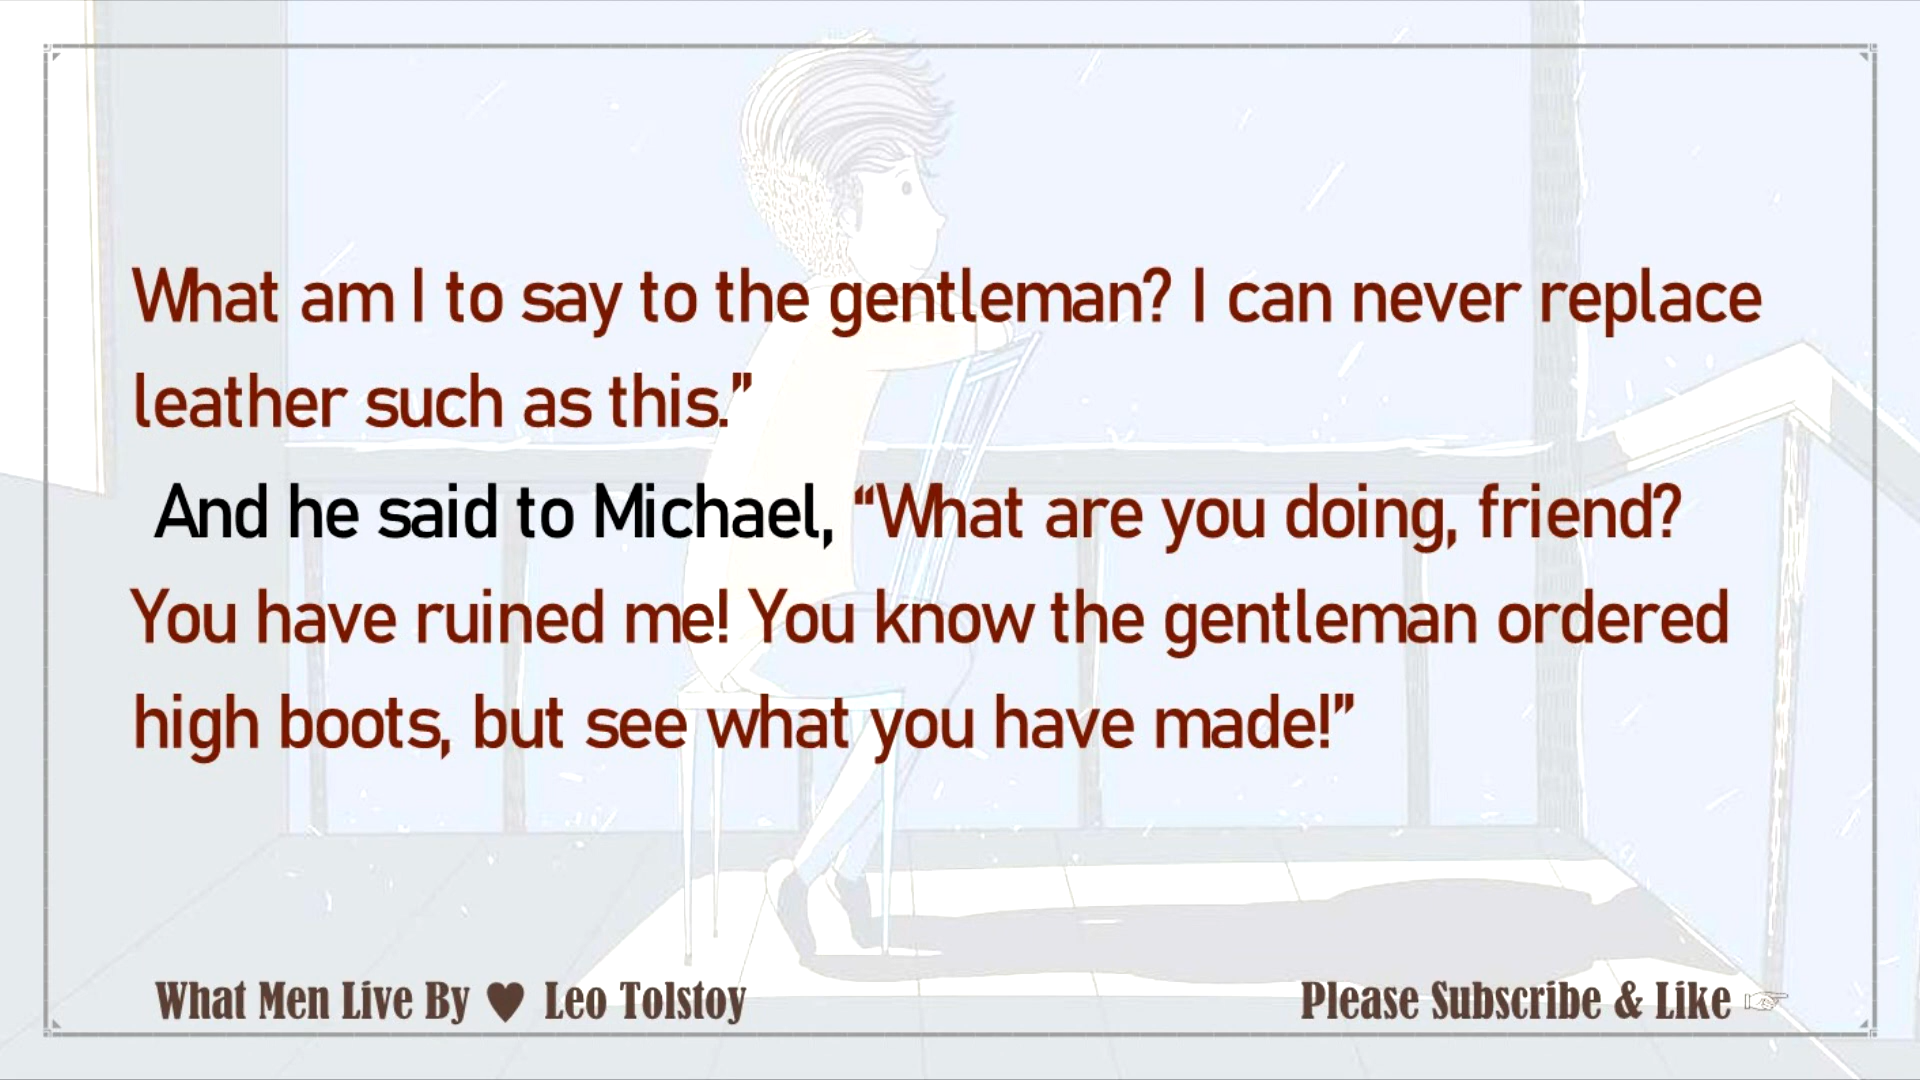 What am I to say to the gentleman? I can never replace
leather such as this.”
And he said to Michael, “What are you doing, friend?
You have ruined me! You know the gentleman ordered
high boots, but see what you have made!”
What Men Live By ♥ Leo Tolstoy
Please Subscribe & Like ☞